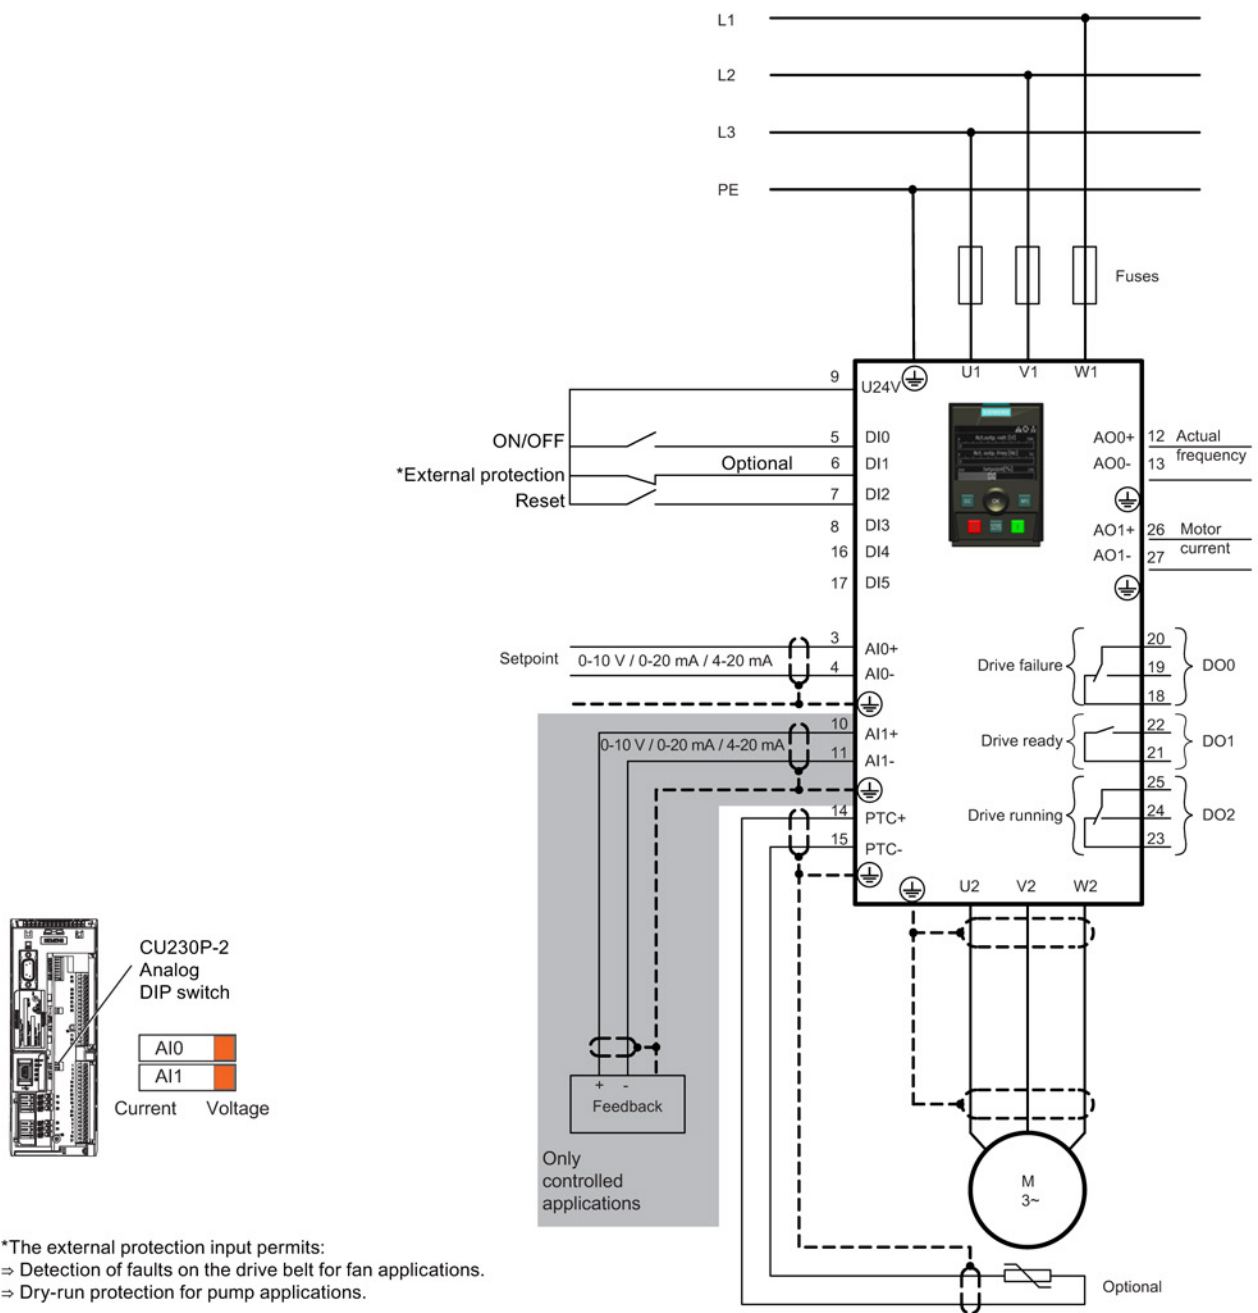 L1
L2
L3
PE
Fuses
U1 V1 W1
9 U24V
ON/OFF 5 DI0
*External protection Optional 6 DI1
Reset 7 DI2
8 DI3
16 DI4
17 DI5
AO0+ 12 Actual
AO0- 13 frequency
AO1+ 26 Motor
AO1- 27 current
SIEMENS
OK
Setpoint 0-10 V / 0-20 mA / 4-20 mA
3 AI0+
4 AI0-
10 AI1+
0-10 V / 0-20 mA / 4-20 mA
11 AI1-
14 PTC+
15 PTC-
Drive failure 20 19 18 DO0
Drive ready 22 21 DO1
Drive running 25 24 23 DO2
U2 V2 W2
+ -
Feedback
Only
controlled
applications
M
3~
Optional
SIEMENS
CU230P-2
Analog
DIP switch
AI0
AI1
Current Voltage
*The external protection input permits:
⇒ Detection of faults on the drive belt for fan applications.
⇒ Dry-run protection for pump applications.